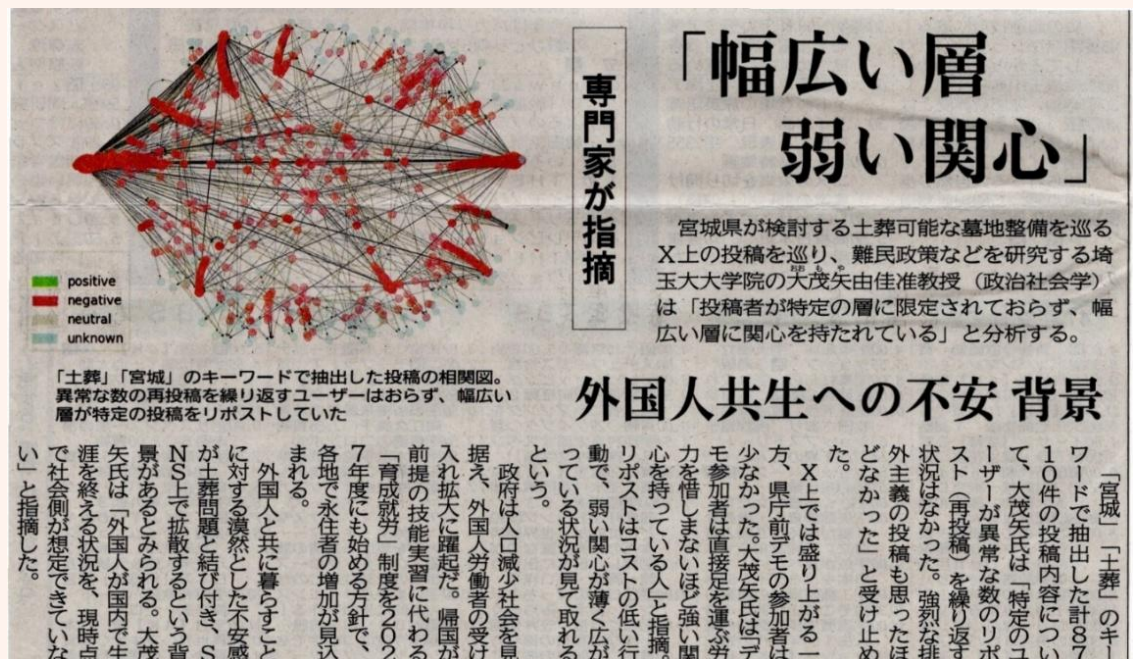 「幅広い層
弱い関心」
専門家が指摘
宮城県が検討する土葬可能な墓地整備を巡る
X上の投稿を巡り、難民政策などを研究する埼
玉大大学院の大茂矢由佳准教授（政治社会学）
は「投稿者が特定の層に限定されておらず、幅
広い層に関心を持たれている」と分析する。
positive
negative
neutral
unknown
「土葬」「宮城」のキーワードで抽出した投稿の相関図。
異常な数の再投稿を繰り返すユーザーはおらず、幅広い
層が特定の投稿をリポストしていた
外国人共生への不安 背景
「宮城」「土葬」のキー
ワードで抽出した計87
10件の投稿内容につい
て、大茂矢氏は「特定のユ
ーザーが異常な数のリポ
スト（再投稿）を繰り返す
状況はなかった。強烈な排
外主義の投稿も思ったほ
どなかった」と受け止め
た。
X上では盛り上がる一
方、県庁前デモの参加者は
少なかった。大茂矢氏は「デ
モ参加者は直接足を運ぶ労
力を惜しまないほど強い関
心を持っている人」と指摘。
リポストはコストの低い行
動で、弱い関心が薄く広が
っている状況が見て取れる
という。
政府は人口減少社会を見
据え、外国人労働者の受け
入れ拡大に躍起だ。帰国が
前提の技能実習に代わる
「育成就労」制度を202
7年度にも始める方針で、
各地で永住者の増加が見込
まれる。
外国人と共に暮らすこと
に対する漠然とした不安感
が土葬問題と結び付き、S
NS上で拡散するという背
景があるとみられる。大茂
矢氏は「外国人が国内で生
涯を終える状況を、現時点
で社会側が想定できていな
い」と指摘した。